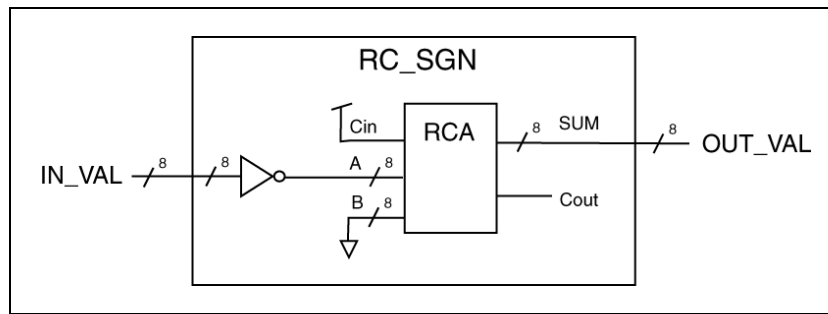 RC_SGN
Cin
RCA
8
SUM
8
OUT_VAL
IN_VAL
8
8
A
8
B
8
Cout